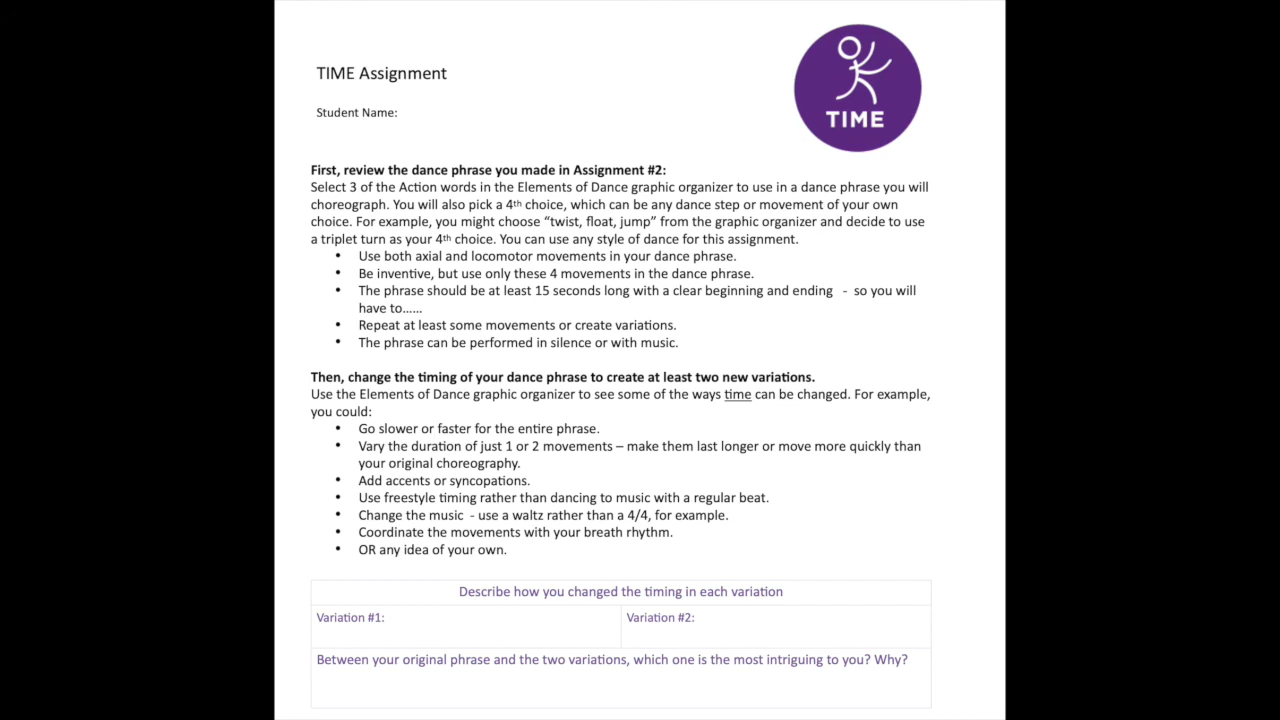 TIME Assignment
TIME
Student Name:
First, review the dance phrase you made in Assignment #2:
Select 3 of the Action words in the Elements of Dance graphic organizer to use in a dance phrase you will
choreograph. You will also pick a 4th choice, which can be any dance step or movement of your own
choice. For example, you might choose “twist, float, jump” from the graphic organizer and decide to use
a triplet turn as your 4th choice. You can use any style of dance for this assignment.
• Use both axial and locomotor movements in your dance phrase.
• Be inventive, but use only these 4 movements in the dance phrase.
• The phrase should be at least 15 seconds long with a clear beginning and ending - so you will
have to……
• Repeat at least some movements or create variations.
• The phrase can be performed in silence or with music.
Then, change the timing of your dance phrase to create at least two new variations.
Use the Elements of Dance graphic organizer to see some of the ways time can be changed. For example,
you could:
• Go slower or faster for the entire phrase.
• Vary the duration of just 1 or 2 movements – make them last longer or move more quickly than
your original choreography.
• Add accents or syncopations.
• Use freestyle timing rather than dancing to music with a regular beat.
• Change the music - use a waltz rather than a 4/4, for example.
• Coordinate the movements with your breath rhythm.
• OR any idea of your own.
Describe how you changed the timing in each variation
Variation #1:
Variation #2:
Between your original phrase and the two variations, which one is the most intriguing to you? Why?